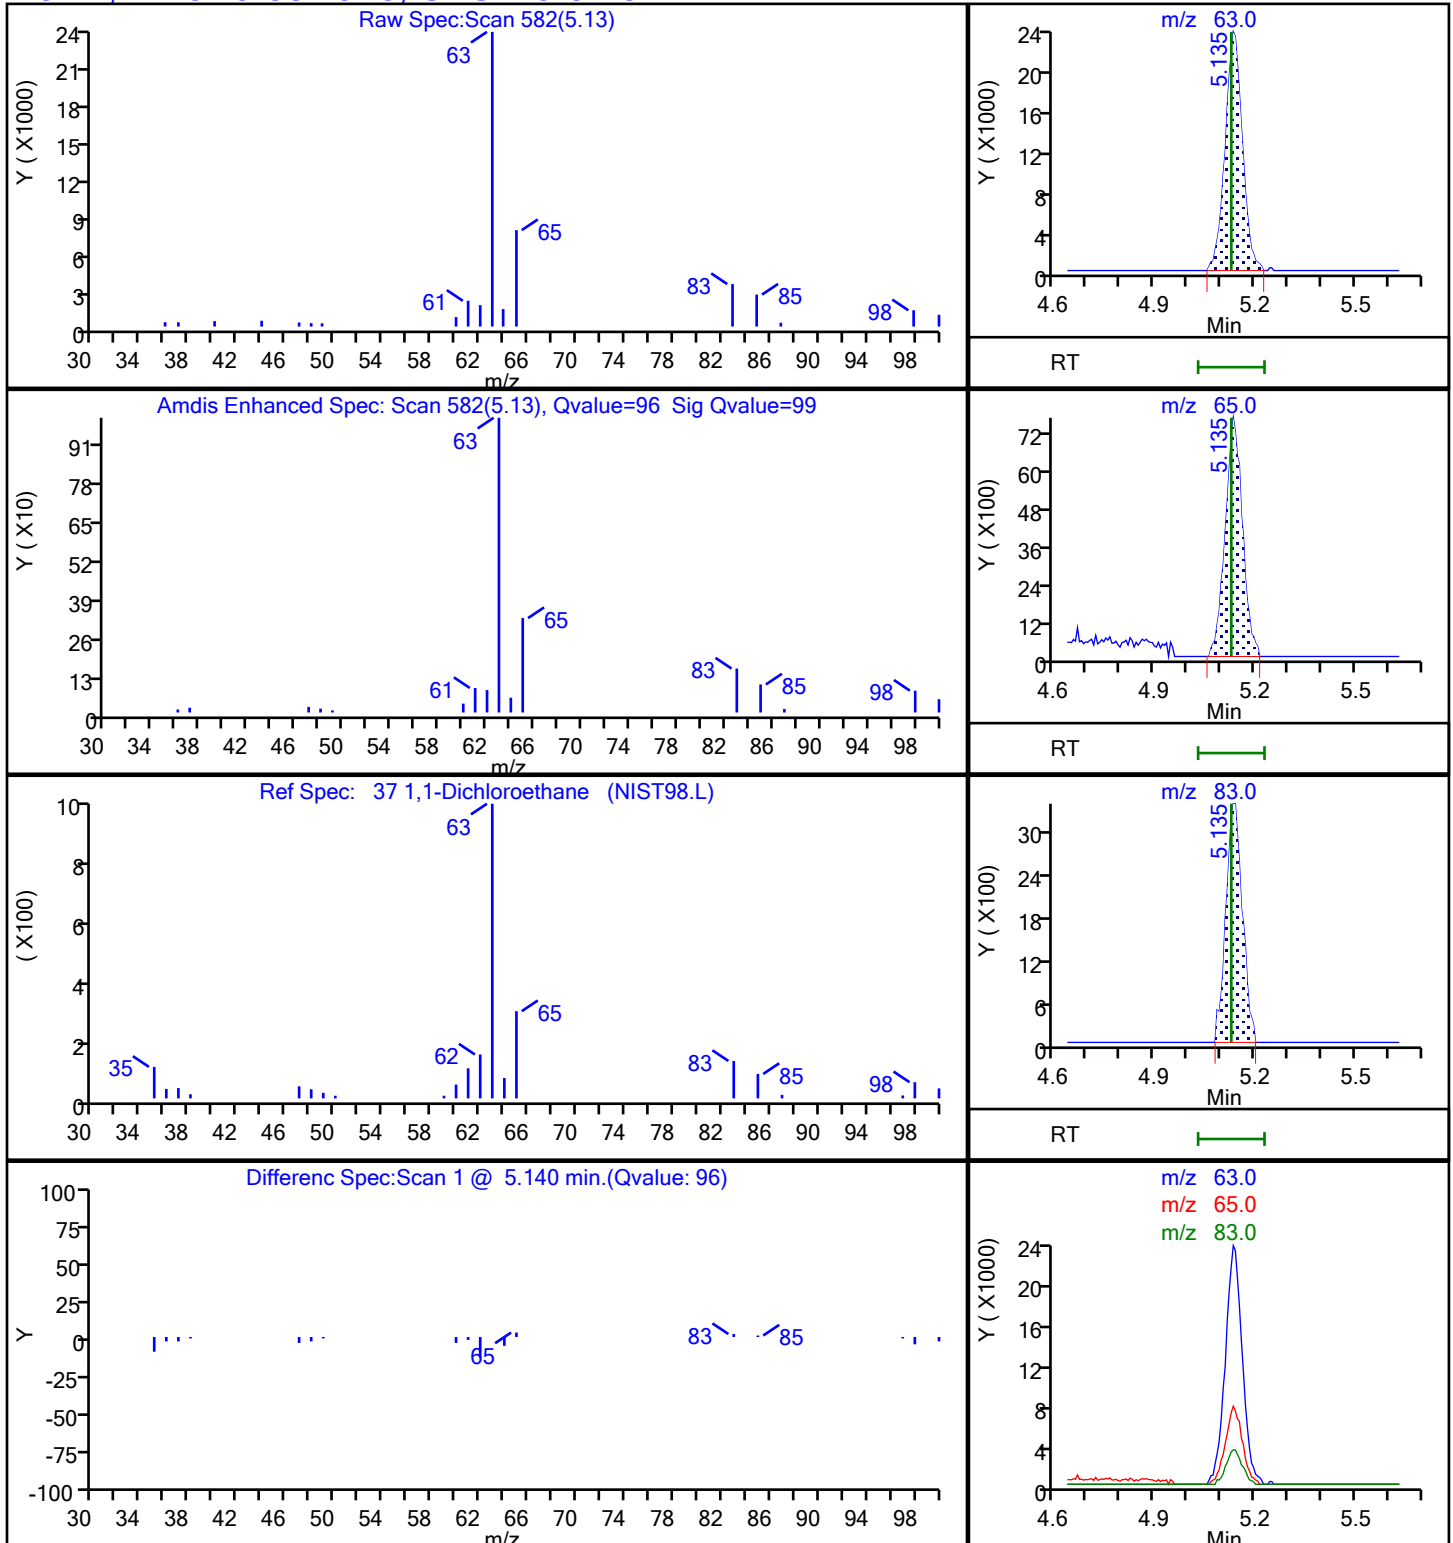 Raw Spec:Scan 582(5.13)
Y ( X1000)
24
21
18
15
12
9
6
3
0
63
61
65
83
85
98
30 34 38 42 46 50 54 58 62 66 70 74 78 82 86 90 94 98
m/z
m/z 63.0
Y ( X1000)
24
20
16
12
8
4
0
5.135
4.6 4.9 5.2 5.5
Min
RT
Amdis Enhanced Spec: Scan 582(5.13), Qvalue=96 Sig Qvalue=99
Y ( X10)
91
78
65
52
39
26
13
0
63
61
65
83
85
98
30 34 38 42 46 50 54 58 62 66 70 74 78 82 86 90 94 98
m/z
m/z 65.0
Y ( X100)
72
60
48
36
24
12
0
5.135
4.6 4.9 5.2 5.5
Min
RT
Ref Spec: 37 1,1-Dichloroethane (NIST98.L)
( X100)
10
8
6
4
2
0
63
35
62
65
83
85
98
30 34 38 42 46 50 54 58 62 66 70 74 78 82 86 90 94 98
m/z 83.0
Y ( X100)
30
24
18
12
6
0
5.135
4.6 4.9 5.2 5.5
Min
RT
Differenc Spec:Scan 1 @ 5.140 min.(Qvalue: 96)
Y
100
75
50
25
0
-25
-50
-75
-100
65
83
85
30 34 38 42 46 50 54 58 62 66 70 74 78 82 86 90 94 98
m/z
m/z 63.0
m/z 65.0
m/z 83.0
Y ( X1000)
24
20
16
12
8
4
0
4.6 4.9 5.2 5.5
Min